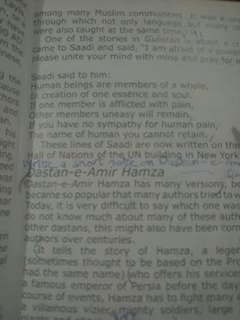 among many Muslim communities. It was
through which not only language but
were also taught at the same time.
One of the stories in Gulistan is about a
came to Saadi and said, "I am afraid of a
please unite your mind with mine and pray for
Saadi said to him:
Human beings are members of a whole,
In creation of one essence and soul.
If one member is afflicted with pain,
Other members uneasy will remain.
If you have no sympathy for human pain,
The name of human you cannot retain.
These lines of Saadi are now written on the
Hall of Nations of the UN building in New York
Write a short note on
Dastan-e-Amir Hamza
Dastan-e-Amir Hamza has many versions, be
became so popular that many authors tried to
Today, it is very difficult to say which one was
do not know much about many of these auth
other dastans, this might also have been com
authors over centuries.
(It tells the story of Hamza, a leg
(sometimes thought to be based on the Pro
had the same name) who offers his services
a famous emperor of Persia before the day
course of events, Hamza has to fight many
a villainous vizier, eighty soldiers, large